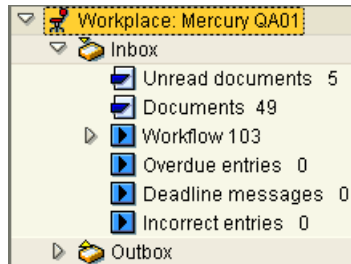 Workplace: Mercury QA01
Inbox
Unread documents 5
Documents 49
Workflow 103
Overdue entries 0
Deadline messages 0
Incorrect entries 0
Outbox